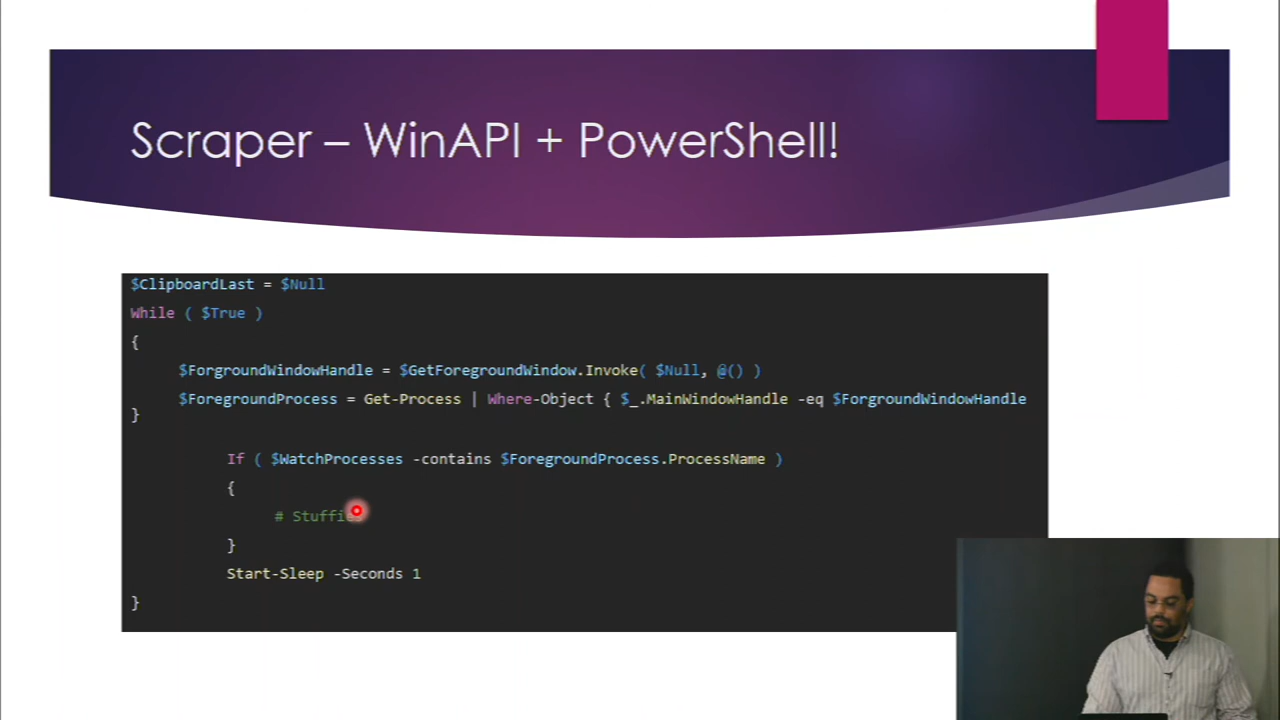 Scraper – WinAPI + PowerShell!
$ClipboardLast = $Null
While ( $True )
{
$ForgroundWindowHandle = $GetForegroundWindow.Invoke( $Null, @() )
$ForegroundProcess = Get-Process | Where-Object { $_.MainWindowHandle -eq $ForgroundWindowHandle
}
If ( $WatchProcesses -contains $ForegroundProcess.ProcessName )
{
# Stuffies
}
Start-Sleep -Seconds 1
}